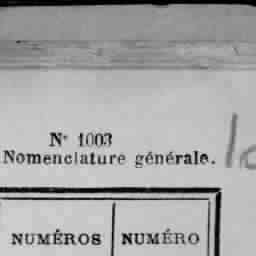 N° 1003
Nomenclature générale.
NUMÉROS NUMÉRO